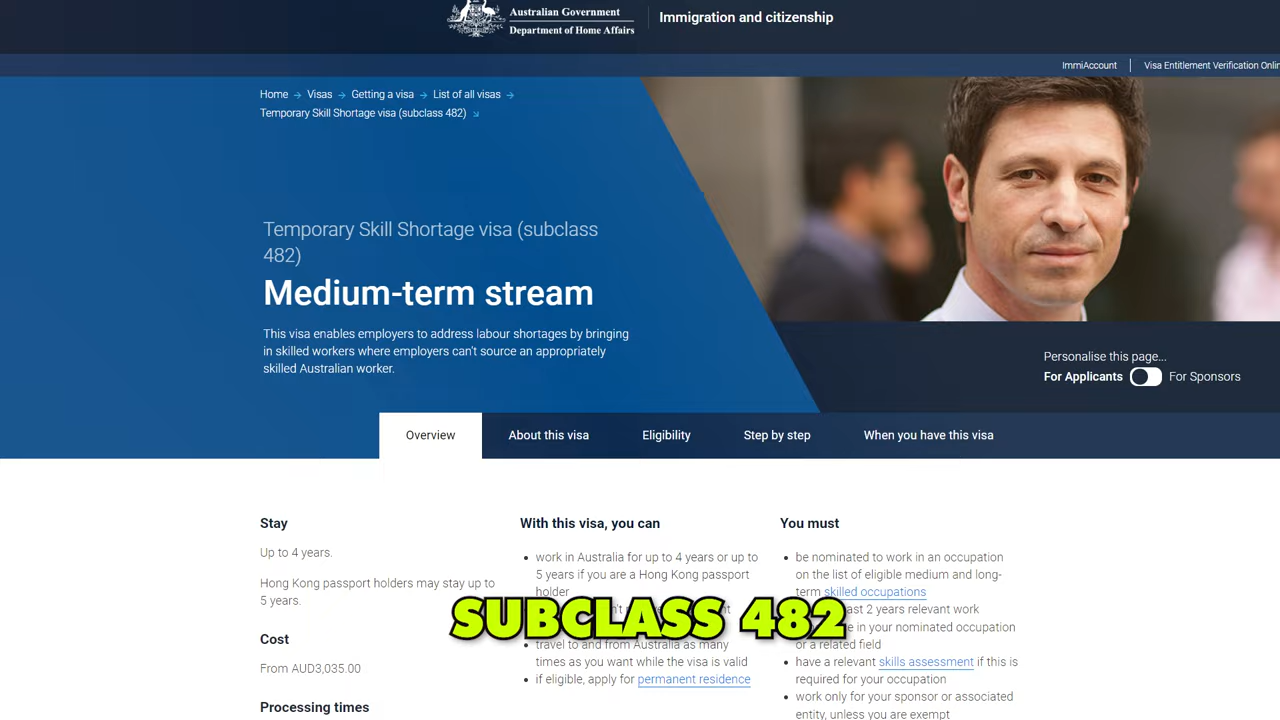 Australian Government
Department of Home Affairs
Immigration and citizenship
ImmiAccount
Visa Entitlement Verification Onlin
Home → Visas → Getting a visa → List of all visas →
Temporary Skill Shortage visa (subclass 482)
Temporary Skill Shortage visa (subclass
482)
Medium-term stream
This visa enables employers to address labour shortages by bringing
in skilled workers where employers can't source an appropriately
skilled Australian worker.
Personalise this page...
For Applicants For Sponsors
Overview
About this visa
Eligibility
Step by step
When you have this visa
Stay
Up to 4 years.
Hong Kong passport holders may stay up to
5 years.
Cost
From AUD3,035.00
Processing times
With this visa, you can
work in Australia for up to 4 years or up to
5 years if you are a Hong Kong passport
holder
travel to and from Australia as many
times as you want while the visa is valid
if eligible, apply for permanent residence
You must
be nominated to work in an occupation
on the list of eligible medium and long-
term skilled occupations
2 years relevant work
in your nominated occupation
or a related field
have a relevant skills assessment if this is
required for your occupation
work only for your sponsor or associated
entity, unless you are exempt
SUBCLASS 482